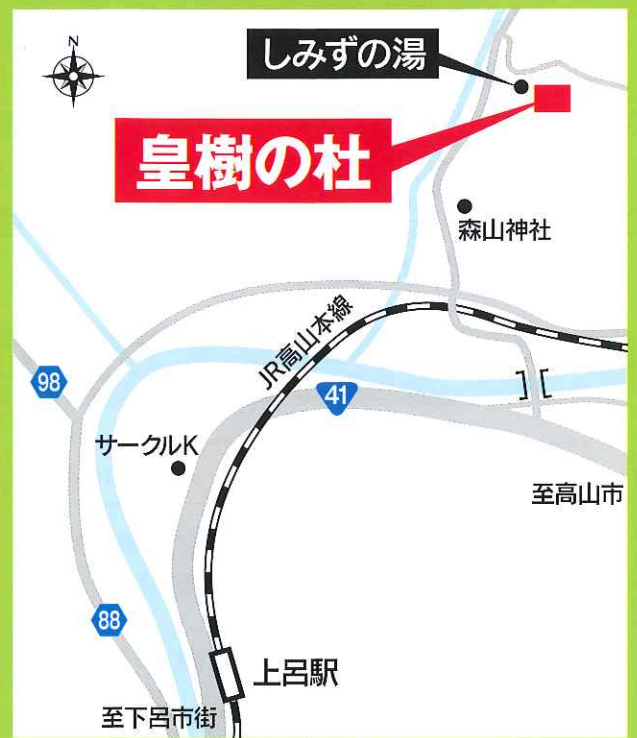 N
しみずの湯
皇樹の杜
森山神社
JR高山本線
98
41
サークルK
至高山市
88
上呂駅
至下呂市街